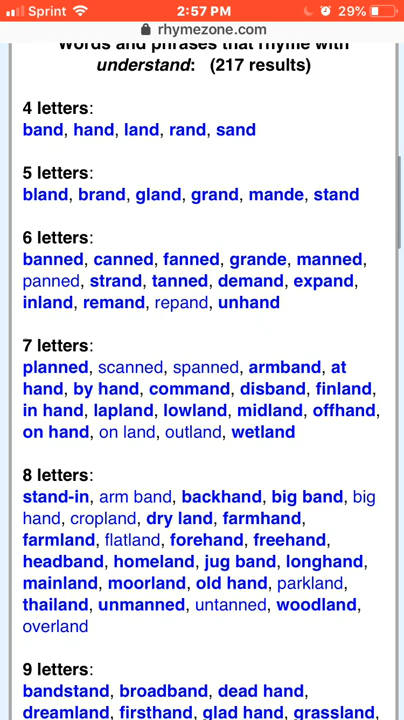 Sprint 2:57 PM 29%
rhymezone.com
Words and phrases that rhyme with
understand: (217 results)
4 letters:
band, hand, land, rand, sand
5 letters:
bland, brand, gland, grand, mande, stand
6 letters:
banned, canned, fanned, grande, manned,
panned, strand, tanned, demand, expand,
inland, remand, repand, unhand
7 letters:
planned, scanned, spanned, armband, at
hand, by hand, command, disband, finland,
in hand, lapland, lowland, midland, offhand,
on hand, on land, outland, wetland
8 letters:
stand-in, arm band, backhand, big band, big
hand, cropland, dry land, farmhand,
farmland, flatland, forehand, freehand,
headband, homeland, jug band, longhand,
mainland, moorland, old hand, parkland,
thailand, unmanned, untanned, woodland,
overland
9 letters:
bandstand, broadband, dead hand,
dreamland, firsthand, glad hand, grassland,